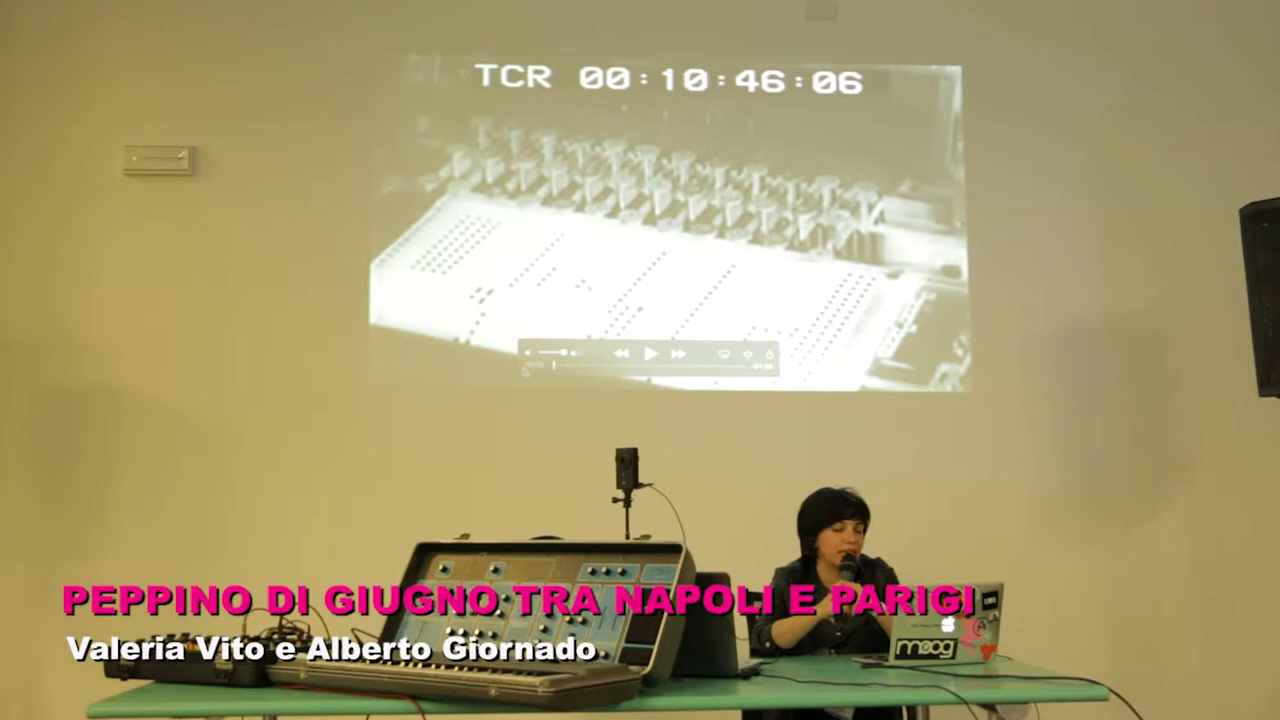 TCR 00:10:46:06
PEPPINO DI GIUGNO TRA NAPOLI E PARIGI
Valeria Vito e Alberto Giornado
moog